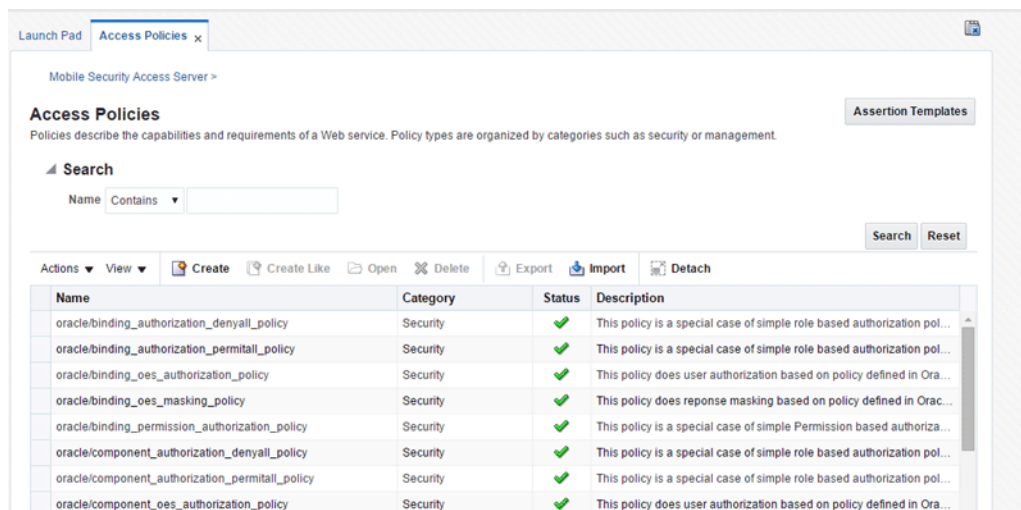 Launch Pad Access Policies x
Mobile Security Access Server >
Access Policies Assertion Templates
Policies describe the capabilities and requirements of a Web service. Policy types are organized by categories such as security or management.
Search
Name Contains
Search Reset
Actions View Create Create Like Open Delete Export Import Detach
Name Category Status Description
oracle/binding_authorization_denyall_policy Security This policy is a special case of simple role based authorization pol...
oracle/binding_authorization_permitall_policy Security This policy is a special case of simple role based authorization pol...
oracle/binding_oes_authorization_policy Security This policy does user authorization based on policy defined in Ora...
oracle/binding_oes_masking_policy Security This policy does reponse masking based on policy defined in Orac...
oracle/binding_permission_authorization_policy Security This policy is a special case of simple Permission based authoriza...
oracle/component_authorization_denyall_policy Security This policy is a special case of simple role based authorization pol...
oracle/component_authorization_permitall_policy Security This policy is a special case of simple role based authorization pol...
oracle/component_oes_authorization_policy Security This policy does user authorization based on policy defined in Ora...